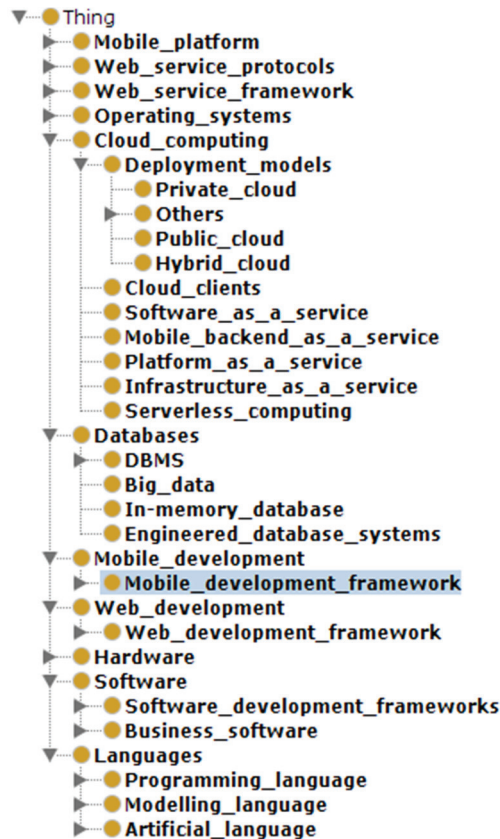 Thing
Mobile_platform
Web_service_protocols
Web_service_framework
Operating_systems
Cloud_computing
Deployment_models
Private_cloud
Others
Public_cloud
Hybrid_cloud
Cloud_clients
Software_as_a_service
Mobile_backend_as_a_service
Platform_as_a_service
Infrastructure_as_a_service
Serverless_computing
Databases
DBMS
Big_data
In-memory_database
Engineered_database_systems
Mobile_development
Mobile_development_framework
Web_development
Web_development_framework
Hardware
Software
Software_development_frameworks
Business_software
Languages
Programming_language
Modelling_language
Artificial_language